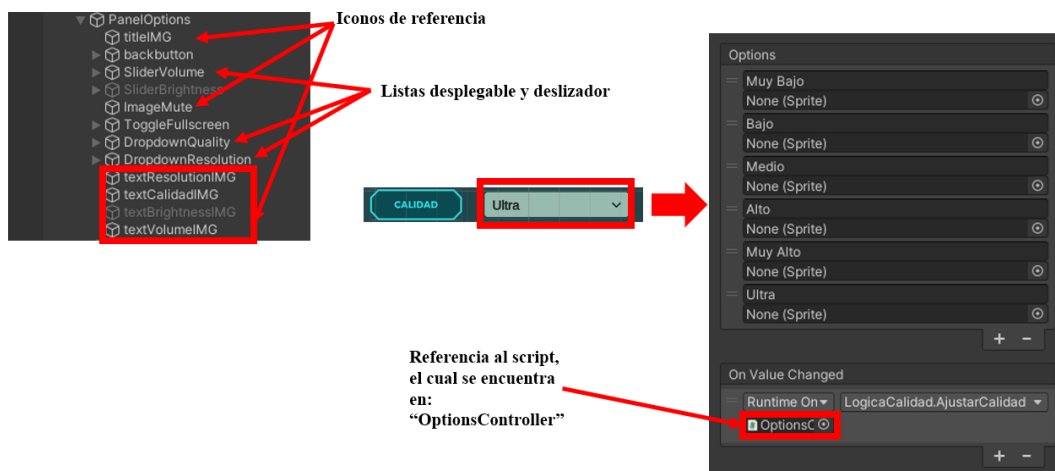 PanelOptions
titleIMG
backbutton
SliderVolume
SliderBrightness
ImageMute
ToggleFullscreen
DropdownQuality
DropdownResolution
textResolutionIMG
textCalidadIMG
textBrightnessIMG
textVolumeIMG
Iconos de referencia
Listas desplegable y deslizador
CALIDAD
Ultra
Referencia al script,
el cual se encuentra
en:
“OptionsController”
Options
Muy Bajo
None (Sprite)
Bajo
None (Sprite)
Medio
None (Sprite)
Alto
None (Sprite)
Muy Alto
None (Sprite)
Ultra
None (Sprite)
+ −
On Value Changed
Runtime On LogicaCalidad.AjustarCalidad
OptionsC
+ −